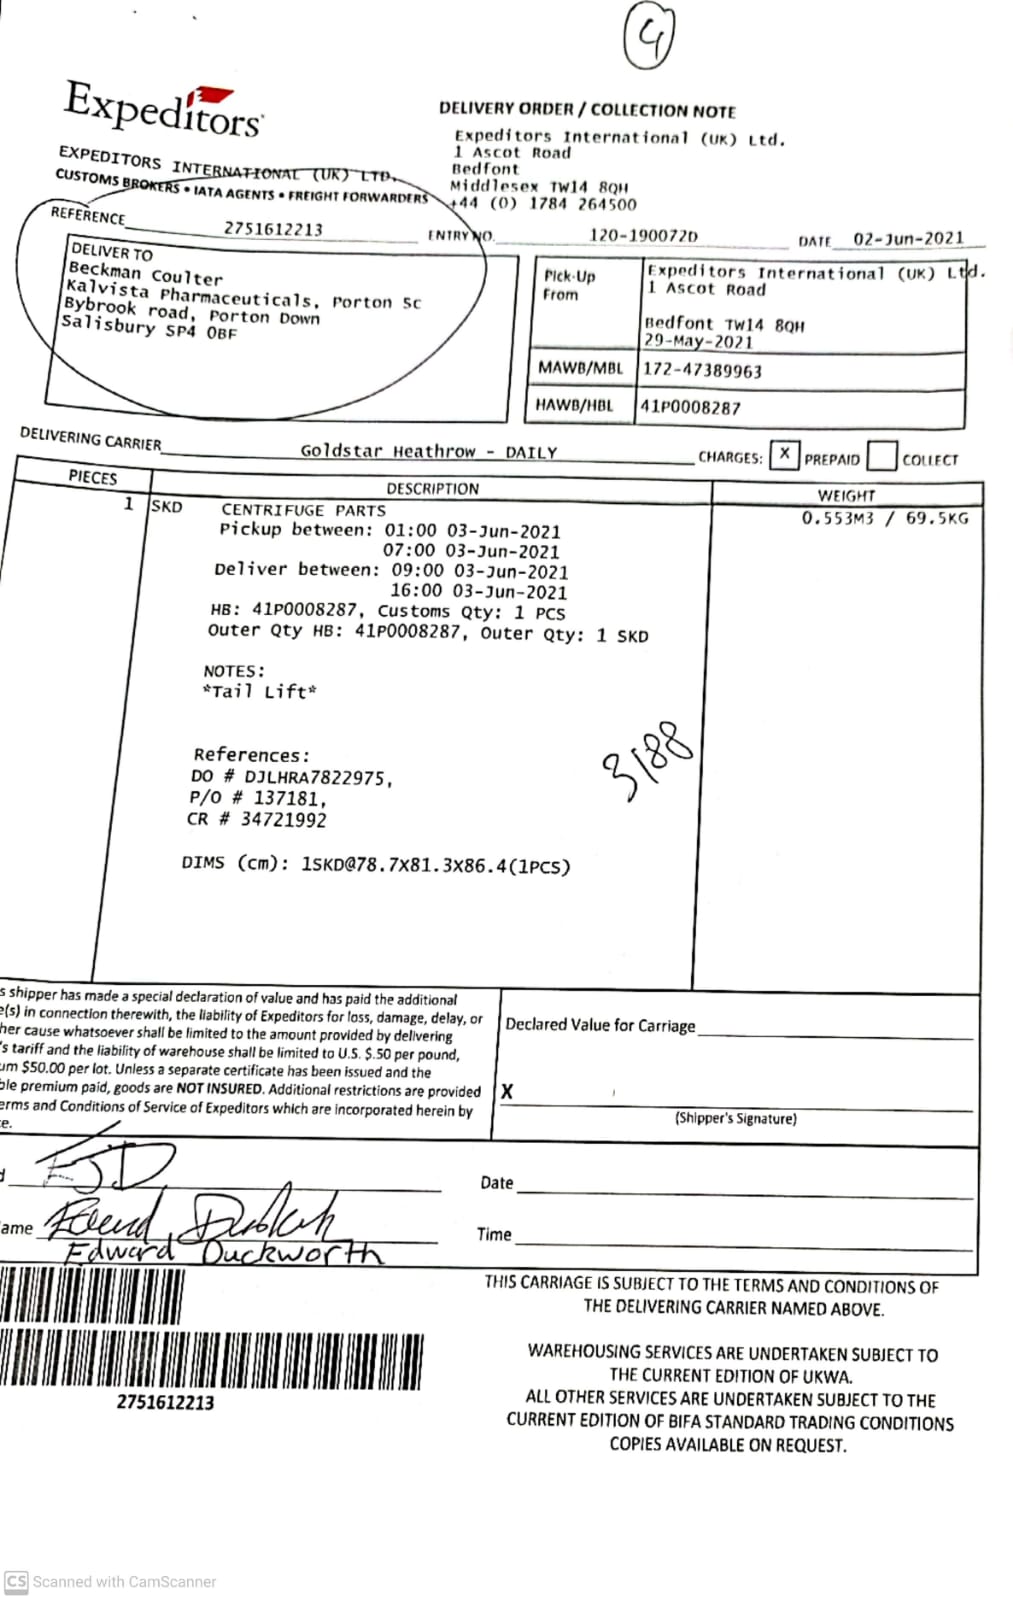 4
Expeditors
EXPEDITORS INTERNATIONAL (UK) LTD.
CUSTOMS BROKERS • IATA AGENTS • FREIGHT FORWARDERS
DELIVERY ORDER / COLLECTION NOTE
Expeditors International (UK) Ltd.
1 Ascot Road
Bedfont
Middlesex TW14 8QH
+44 (0) 1784 264500
REFERENCE 2751612213 ENTRY NO. 120-190072D DATE 02-Jun-2021
DELIVER TO
Beckman Coulter
Kalvista Pharmaceuticals, Porton Sc
Bybrook road, Porton Down
Salisbury SP4 0BF
Pick-Up From
Expeditors International (UK) Ltd.
1 Ascot Road
Bedfont TW14 8QH
29-May-2021
MAWB/MBL 172-47389963
HAWB/HBL 41P0008287
DELIVERING CARRIER Goldstar Heathrow - DAILY CHARGES: X PREPAID COLLECT
PIECES DESCRIPTION WEIGHT
1 SKD CENTRIFUGE PARTS 0.553M3 / 69.5KG
Pickup between: 01:00 03-Jun-2021
07:00 03-Jun-2021
Deliver between: 09:00 03-Jun-2021
16:00 03-Jun-2021
HB: 41P0008287, Customs Qty: 1 PCS
Outer Qty HB: 41P0008287, Outer Qty: 1 SKD
NOTES:
*Tail Lift*
3188
References:
DO # DJLHRA7822975,
P/O # 137181,
CR # 34721992
DIMS (cm): 1SKD@78.7X81.3X86.4(1PCS)
s shipper has made a special declaration of value and has paid the additional
e(s) in connection therewith, the liability of Expeditors for loss, damage, delay, or
her cause whatsoever shall be limited to the amount provided by delivering
's tariff and the liability of warehouse shall be limited to U.S. $.50 per pound,
um $50.00 per lot. Unless a separate certificate has been issued and the
ble premium paid, goods are NOT INSURED. Additional restrictions are provided
erms and Conditions of Service of Expeditors which are incorporated herein by
ce.
Declared Value for Carriage
X
(Shipper's Signature)
EJD
Date
ame
Edward Duckworth
Time
2751612213
THIS CARRIAGE IS SUBJECT TO THE TERMS AND CONDITIONS OF
THE DELIVERING CARRIER NAMED ABOVE.
WAREHOUSING SERVICES ARE UNDERTAKEN SUBJECT TO
THE CURRENT EDITION OF UKWA.
ALL OTHER SERVICES ARE UNDERTAKEN SUBJECT TO THE
CURRENT EDITION OF BIFA STANDARD TRADING CONDITIONS
COPIES AVAILABLE ON REQUEST.
CS Scanned with CamScanner